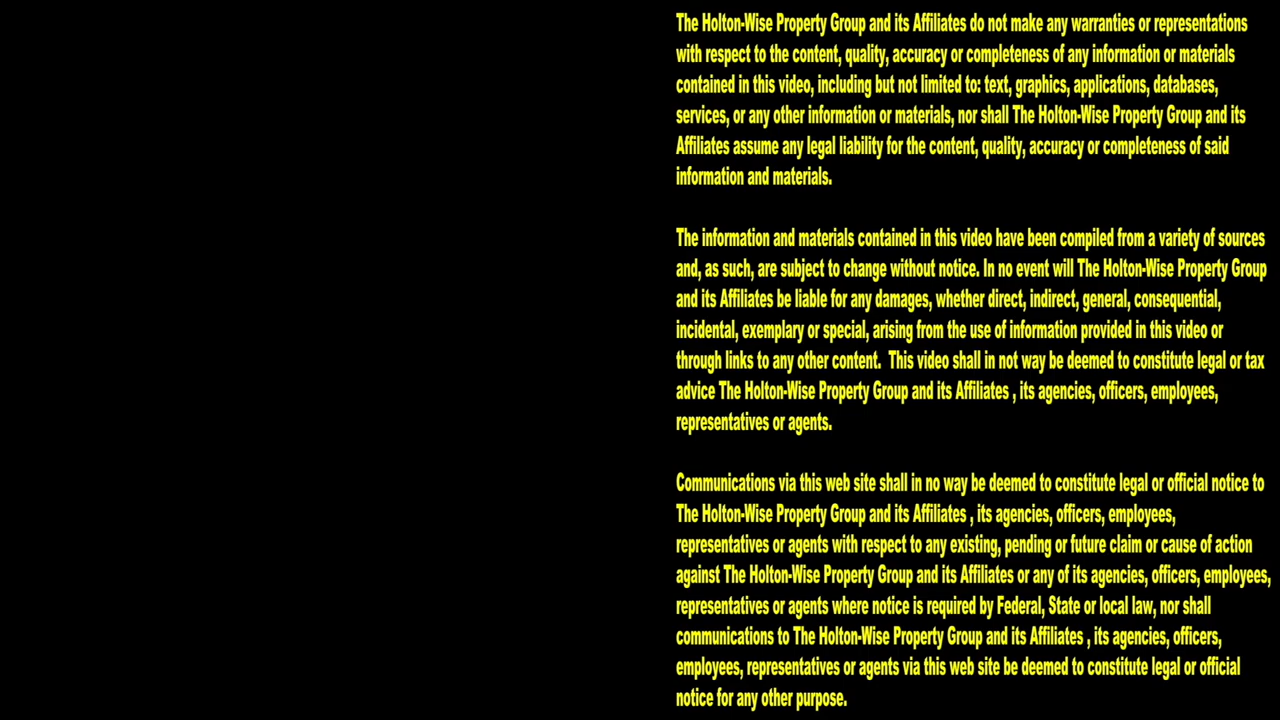 The Holton-Wise Property Group and its Affiliates do not make any warranties or representations
with respect to the content, quality, accuracy or completeness of any information or materials
contained in this video, including but not limited to: text, graphics, applications, databases,
services, or any other information or materials, nor shall The Holton-Wise Property Group and its
Affiliates assume any legal liability for the content, quality, accuracy or completeness of said
information and materials.
The information and materials contained in this video have been compiled from a variety of sources
and, as such, are subject to change without notice. In no event will The Holton-Wise Property Group
and its Affiliates be liable for any damages, whether direct, indirect, general, consequential,
incidental, exemplary or special, arising from the use of information provided in this video or
through links to any other content.  This video shall in not way be deemed to constitute legal or tax
advice The Holton-Wise Property Group and its Affiliates , its agencies, officers, employees,
representatives or agents.
Communications via this web site shall in no way be deemed to constitute legal or official notice to
The Holton-Wise Property Group and its Affiliates , its agencies, officers, employees,
representatives or agents with respect to any existing, pending or future claim or cause of action
against The Holton-Wise Property Group and its Affiliates or any of its agencies, officers, employees,
representatives or agents where notice is required by Federal, State or local law, nor shall
communications to The Holton-Wise Property Group and its Affiliates , its agencies, officers,
employees, representatives or agents via this web site be deemed to constitute legal or official
notice for any other purpose.